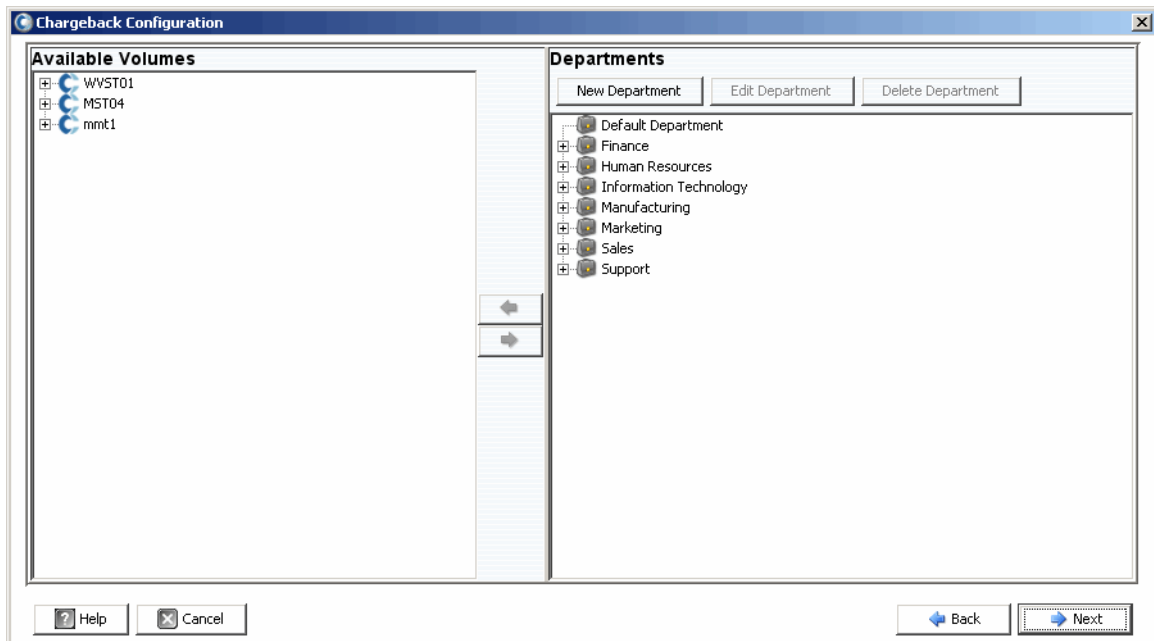 Chargeback Configuration
Available Volumes
WVST01
MST04
mmt1
Departments
New Department
Edit Department
Delete Department
Default Department
Finance
Human Resources
Information Technology
Manufacturing
Marketing
Sales
Support
Help
Cancel
Back
Next